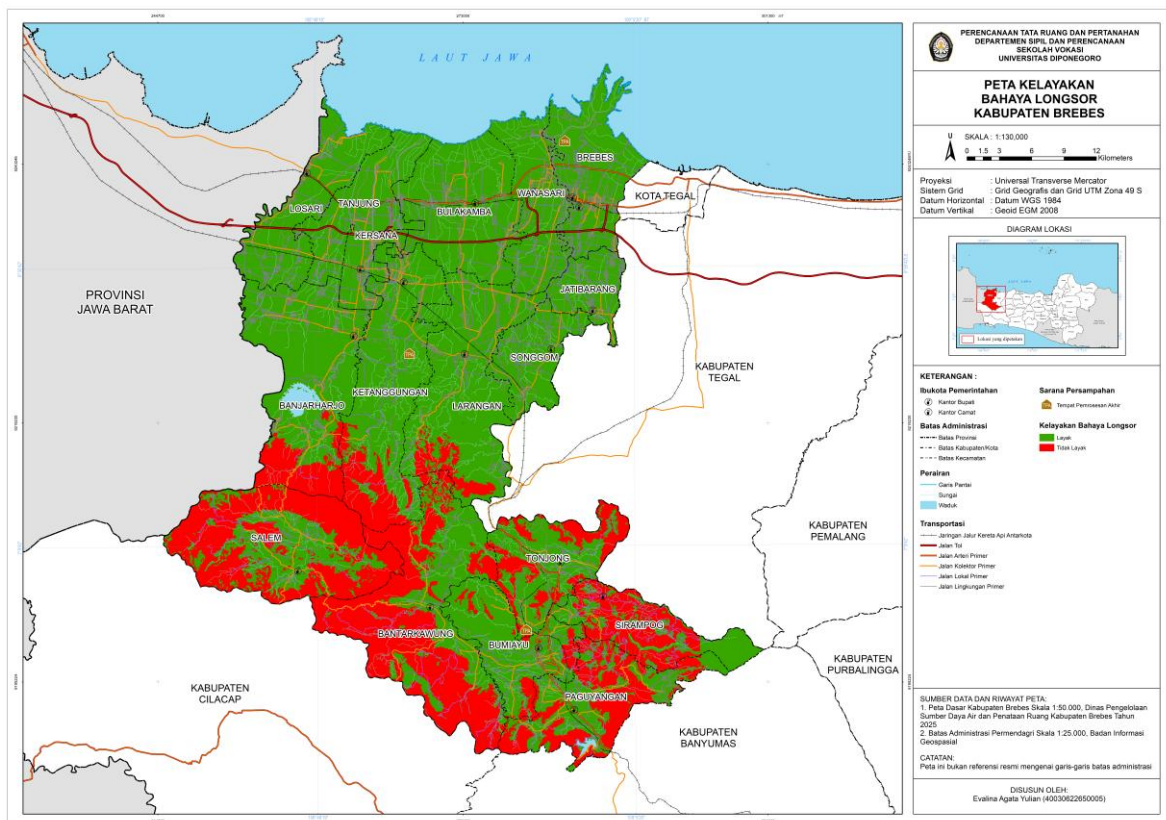 LAUT JAWA
BREBES
WANASARI
KOTA TEGAL
LOSARI
TANJUNG
BULAKAMBA
KERSANA
JATIBARANG
PROVINSI
JAWA BARAT
SONGGOM
KABUPATEN
TEGAL
KETANGGUNGAN
BANJARHARJO
LARANGAN
KABUPATEN
PEMALANG
SALEM
TONJONG
SIRAMPOG
BANTARKAWUNG
BUMIAYU
KABUPATEN
PURBALINGGA
PAGUYANGAN
KABUPATEN
CILACAP
KABUPATEN
BANYUMAS
PERENCANAAN TATA RUANG DAN PERTANAHAN
DEPARTEMEN SIPIL DAN PERENCANAAN
SEKOLAH VOKASI
UNIVERSITAS DIPONEGORO
PETA KELAYAKAN
BAHAYA LONGSOR
KABUPATEN BREBES
U
SKALA : 1:130,000
0 1.5 3 6 9 12
Kilometers
Proyeksi : Universal Transverse Mercator
Sistem Grid : Grid Geografis dan Grid UTM Zona 49 S
Datum Horizontal : Datum WGS 1984
Datum Vertikal : Geoid EGM 2008
DIAGRAM LOKASI
Lokasi yang dipetakan
KETERANGAN :
Ibukota Pemerintahan
Kantor Bupati
Kantor Camat
Batas Administrasi
Batas Provinsi
Batas Kabupaten/Kota
Batas Kecamatan
Perairan
Garis Pantai
Sungai
Waduk
Transportasi
Jaringan Jalur Kereta Api Antarkota
Jalan Tol
Jalan Arteri Primer
Jalan Kolektor Primer
Jalan Lokal Primer
Jalan Lingkungan Primer
Sarana Persampahan
Tempat Pemrosesan Akhir
Kelayakan Bahaya Longsor
Layak
Tidak Layak
SUMBER DATA DAN RIWAYAT PETA:
1. Peta Dasar Kabupaten Brebes Skala 1:50.000, Dinas Pengelolaan
Sumber Daya Air dan Penataan Ruang Kabupaten Brebes Tahun
2025
2. Batas Administrasi Permendagri Skala 1:25.000, Badan Informasi
Geospasial
CATATAN:
Peta ini bukan referensi resmi mengenai garis-garis batas administrasi
DISUSUN OLEH:
Evalina Agata Yulian (40030622650005)